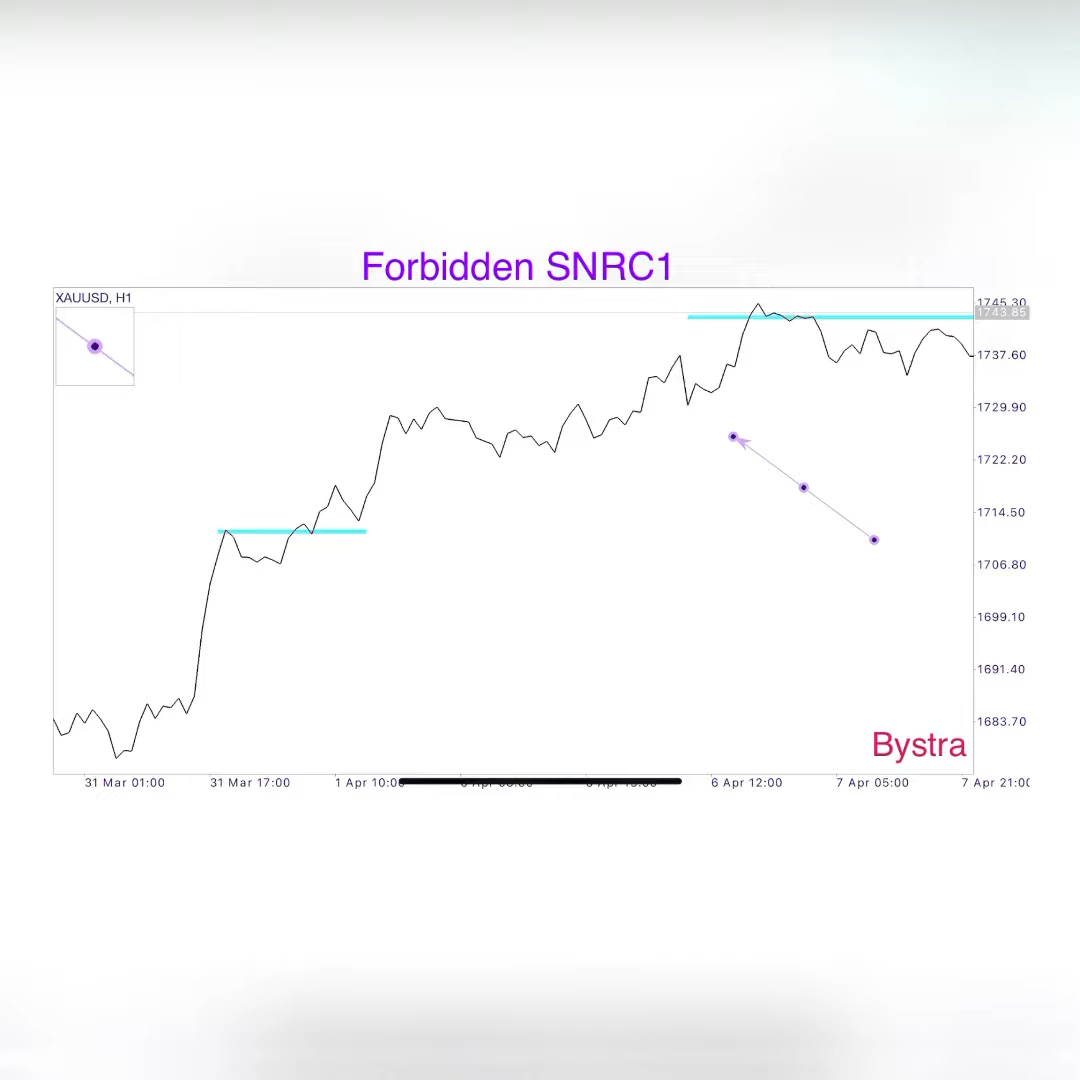 Forbidden SNRC1
XAUUSD, H1
1745.30
1743.85
1737.60
1729.90
1722.20
1714.50
1706.80
1699.10
1691.40
1683.70
Bystra
31 Mar 01:00 31 Mar 17:00 1 Apr 10:00 6 Apr 12:00 7 Apr 05:00 7 Apr 21:00